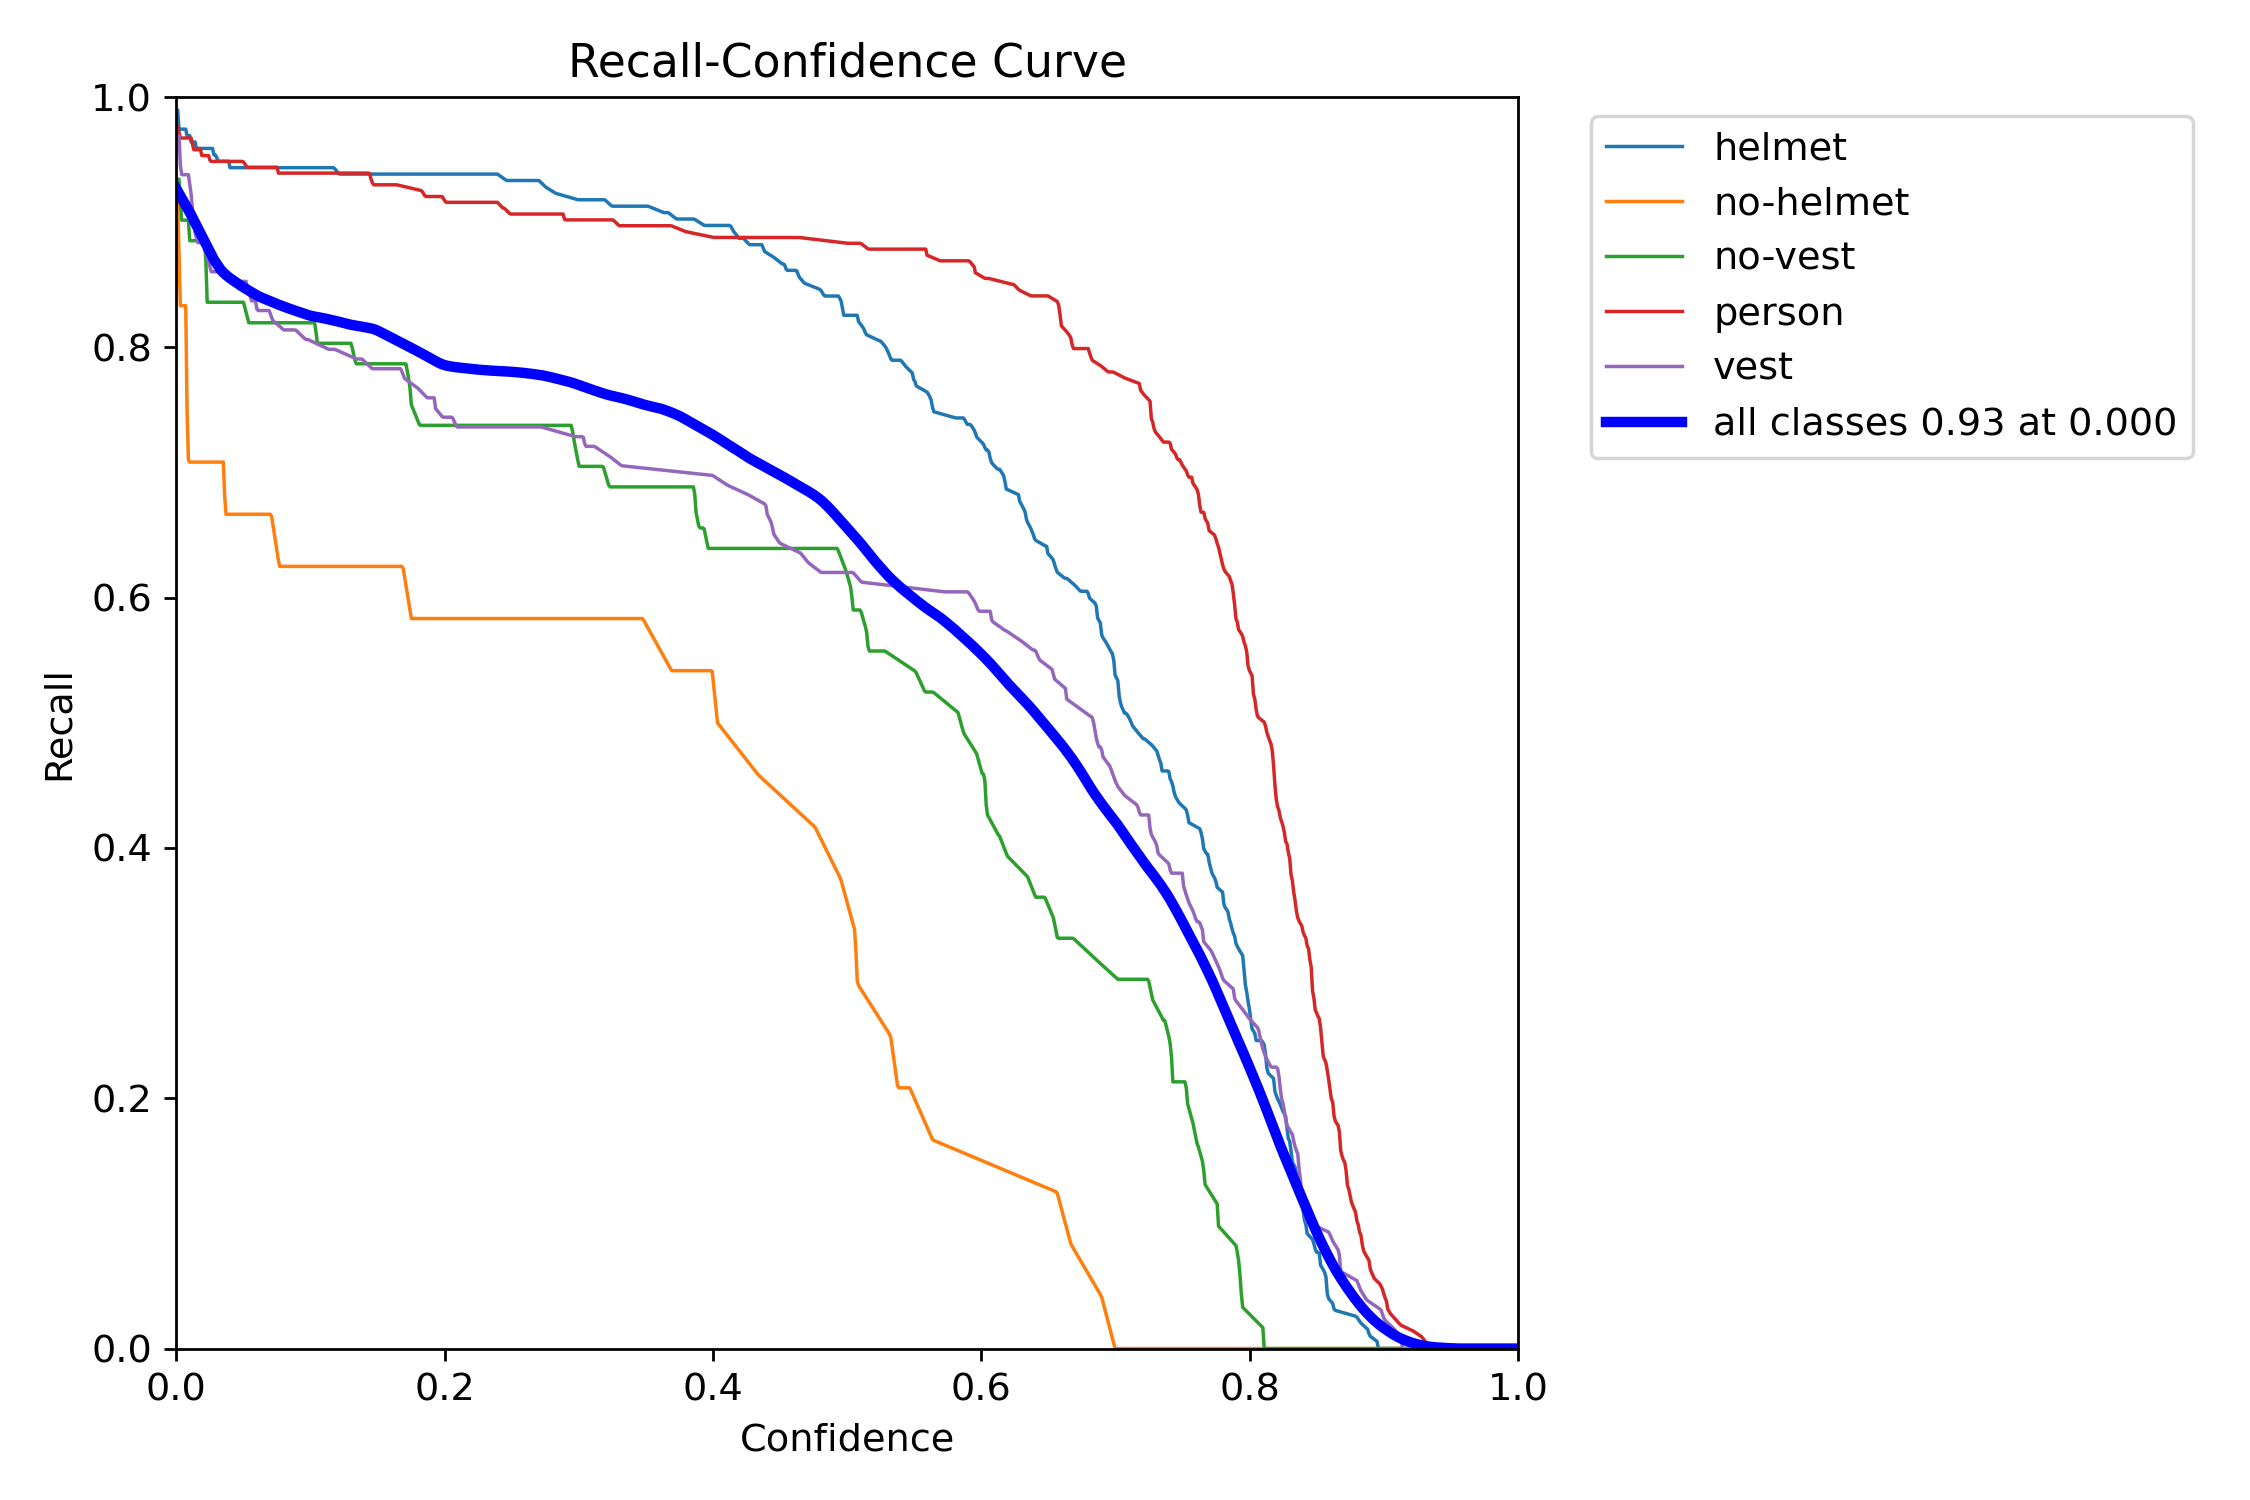 Recall-Confidence Curve
1.0
0.8
0.6
0.4
0.2
0.0
Recall
0.0 0.2 0.4 0.6 0.8 1.0
Confidence
helmet
no-helmet
no-vest
person
vest
all classes 0.93 at 0.000